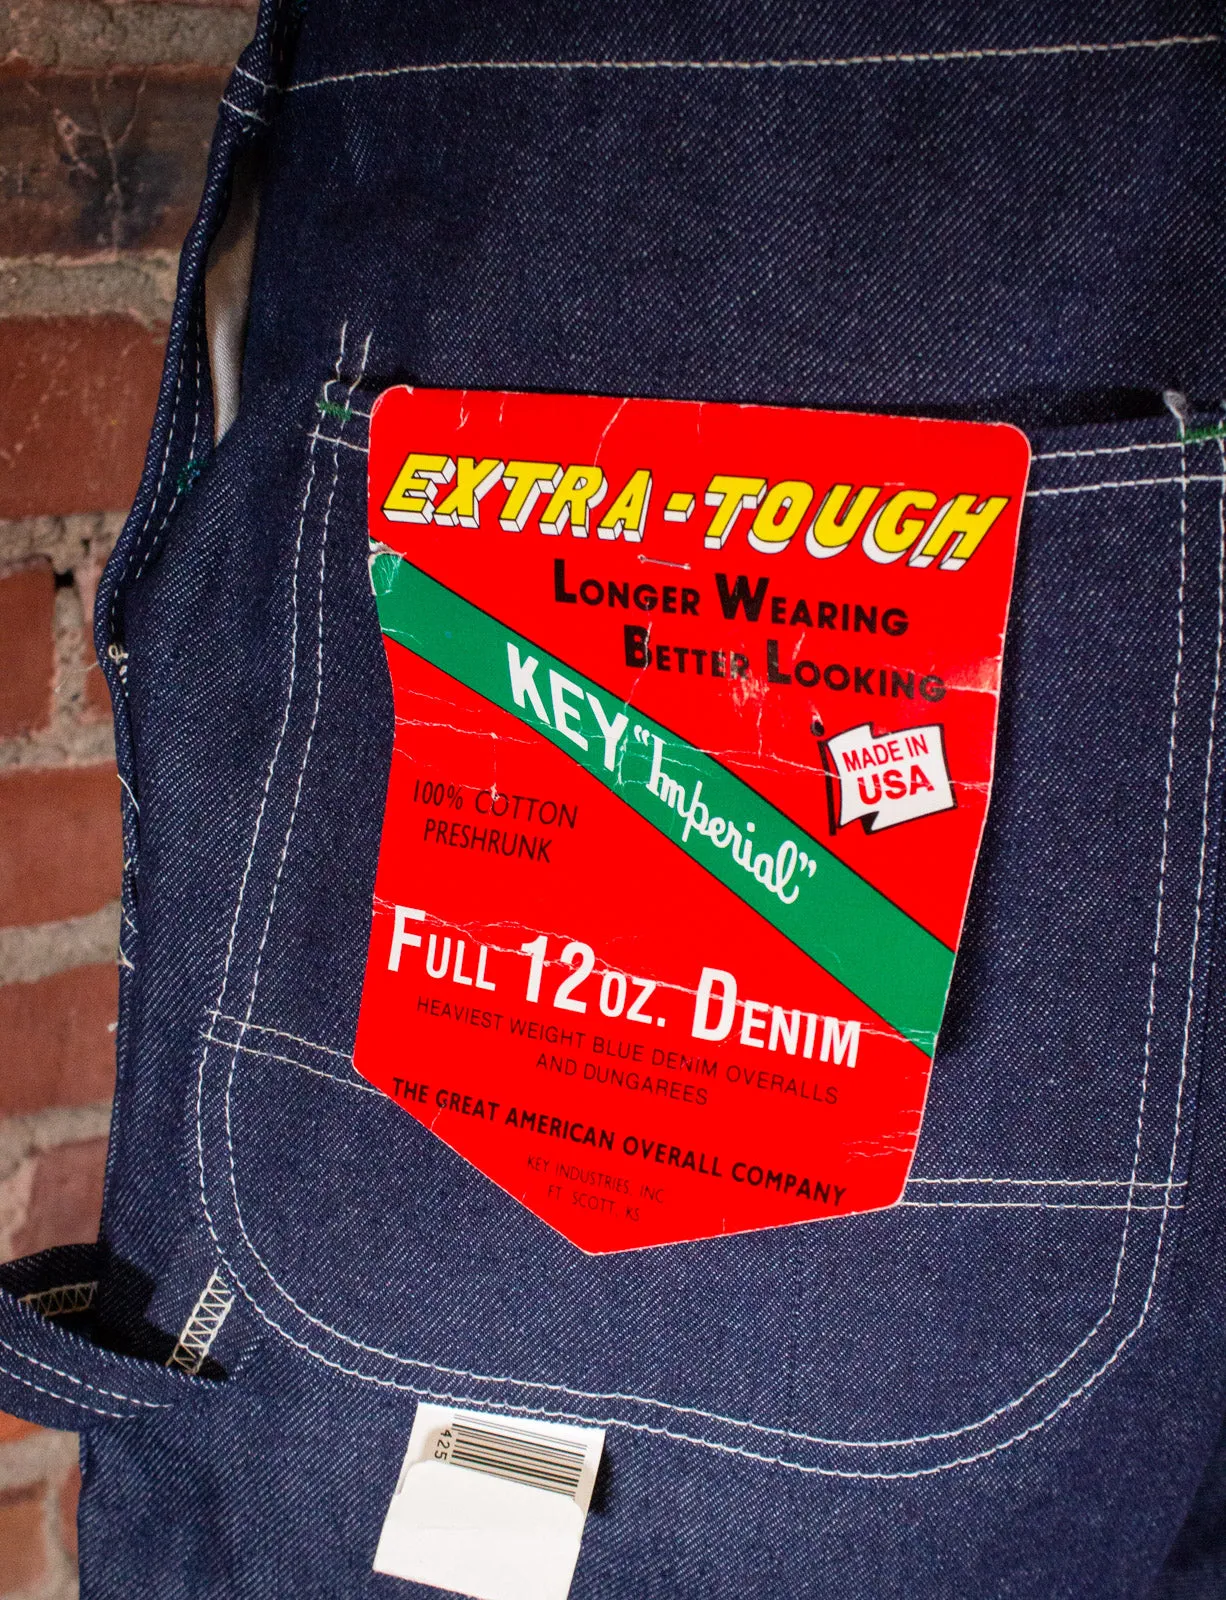 EXTRA-TOUGH
LONGER WEARING
BETTER LOOKING
KEY "Imperial"
MADE IN
USA
100% COTTON
PRESHRUNK
FULL 12 OZ. DENIM
HEAVIEST WEIGHT BLUE DENIM OVERALLS
AND DUNGAREES
THE GREAT AMERICAN OVERALL COMPANY
KEY INDUSTRIES, INC
FT. SCOTT, KS
425